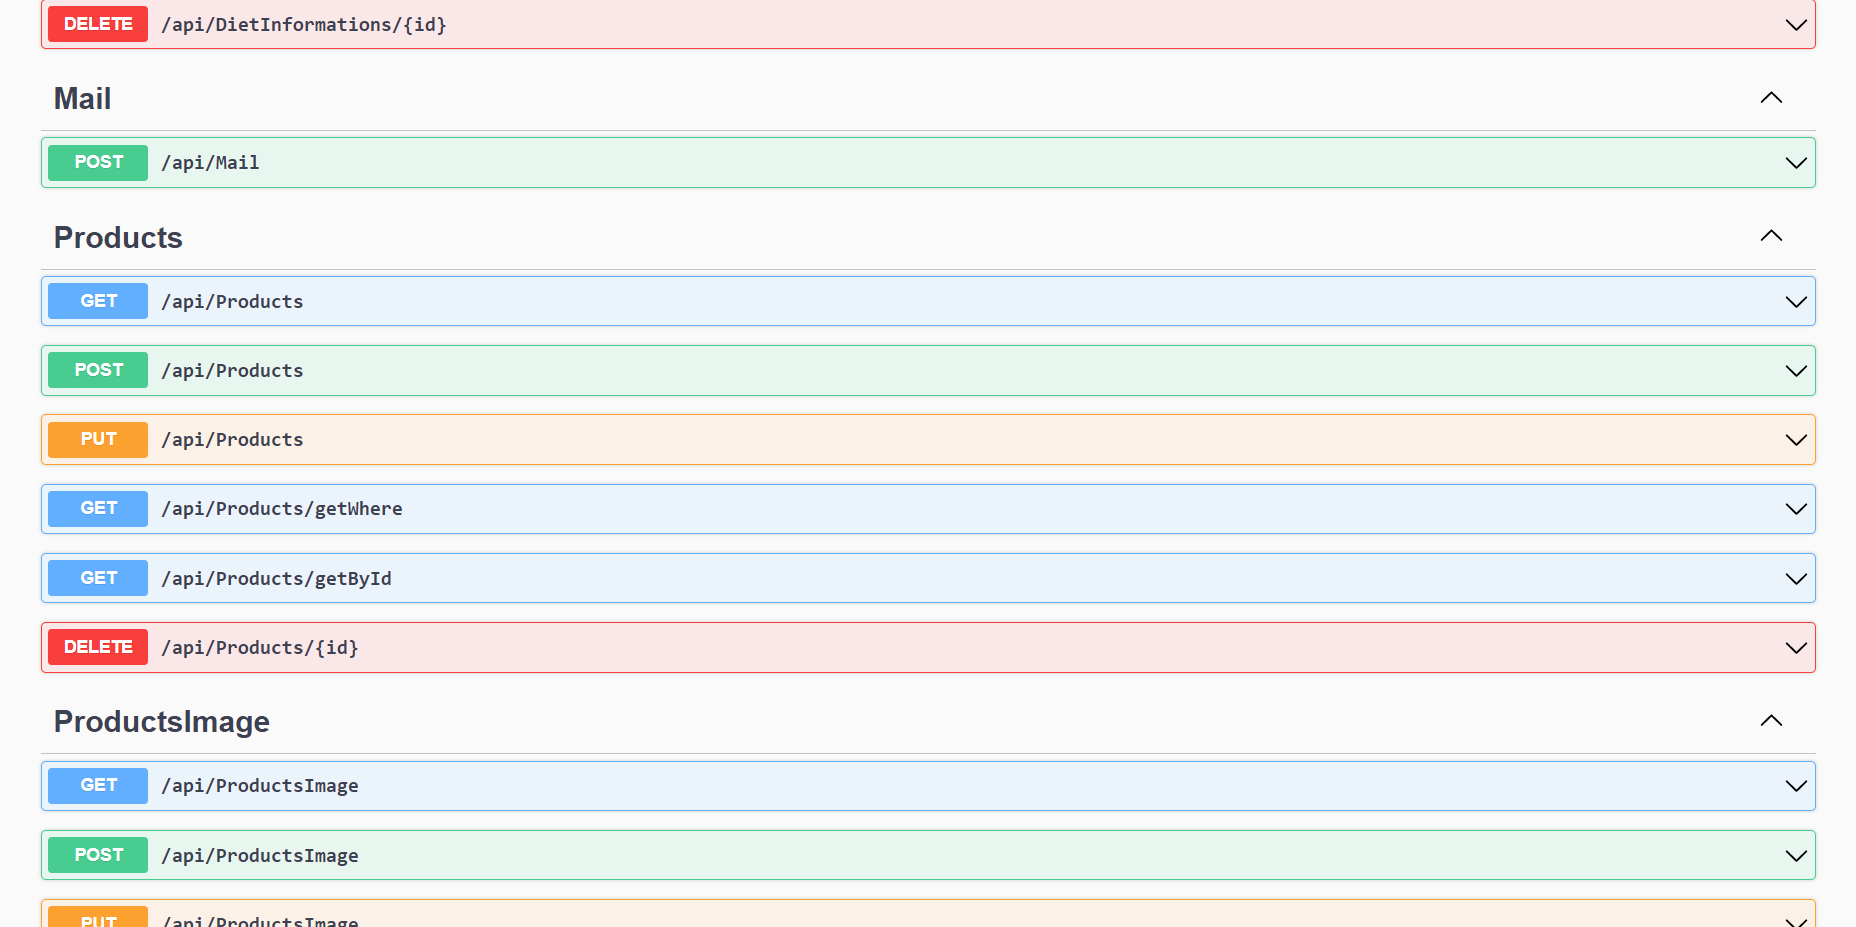 DELETE /api/DietInformations/{id}
Mail
POST /api/Mail
Products
GET /api/Products
POST /api/Products
PUT /api/Products
GET /api/Products/getWhere
GET /api/Products/getById
DELETE /api/Products/{id}
ProductsImage
GET /api/ProductsImage
POST /api/ProductsImage
PUT /api/ProductsImage